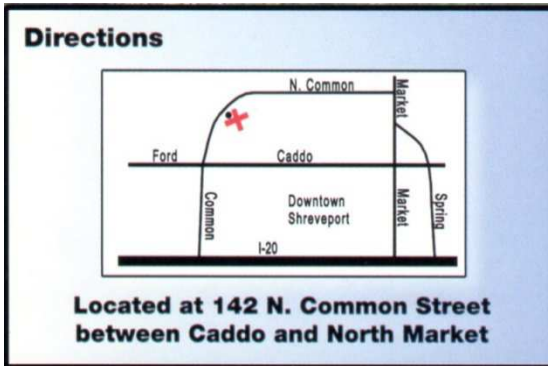 Directions
N. Common
Market
Ford
Caddo
Common
Downtown
Shreveport
Market
Spring
I-20
Located at 142 N. Common Street
between Caddo and North Market